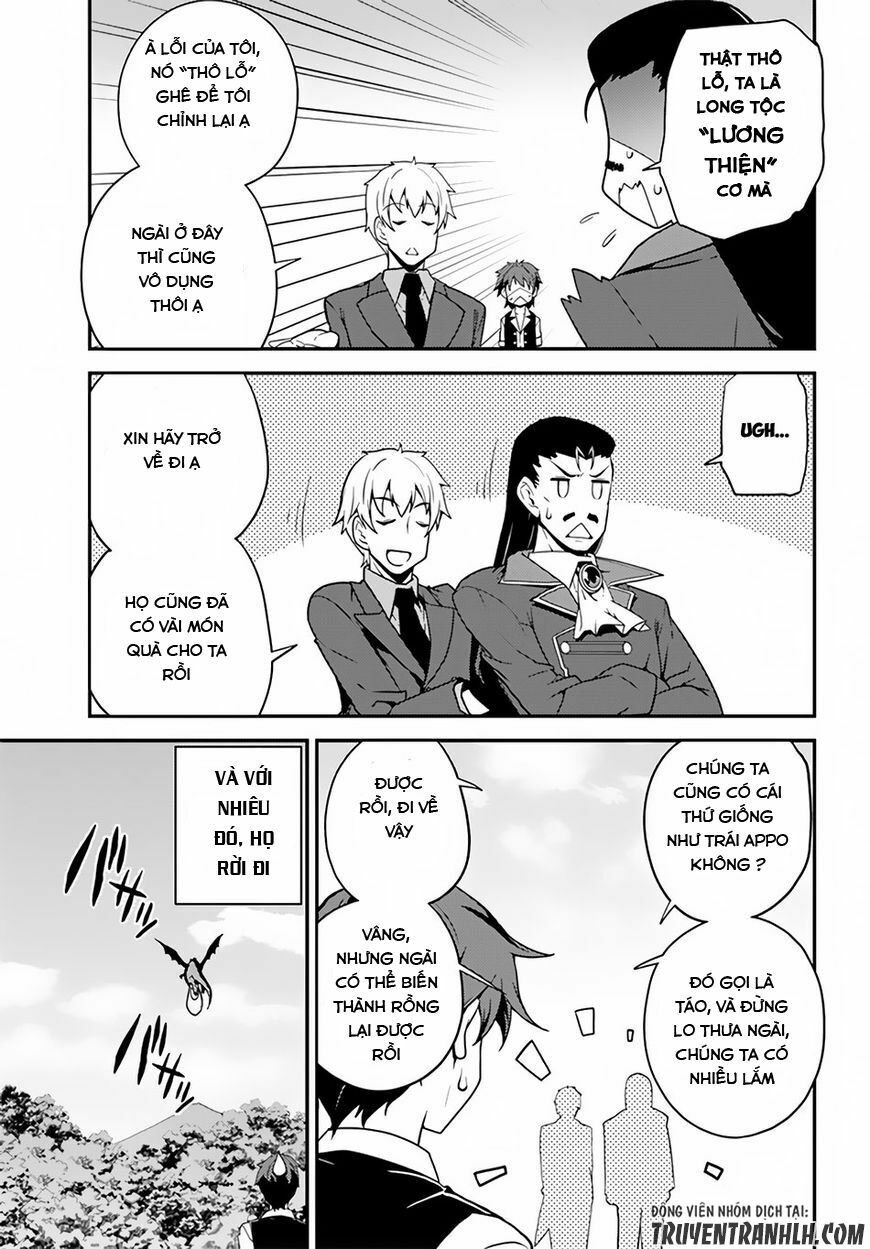 THẬT THÔ
LỖ, TA LÀ
LONG TỘC
“LƯƠNG
THIỆN”
CƠ MÀ
À LỖI CỦA TÔI,
NÓ “THÔ LỖ”
GHÊ ĐỂ TÔI
CHỈNH LẠI Ạ
NGÀI Ở ĐÂY
THÌ CŨNG
VÔ DỤNG
THÔI Ạ
UGH...
XIN HÃY TRỞ
VỀ ĐI Ạ
HỌ CŨNG ĐÃ
CÓ VÀI MÓN
QUÀ CHO TA
RỒI
CHÚNG TA
CŨNG CÓ CÁI
THỨ GIỐNG
NHƯ TRÁI APPO
KHÔNG ?
ĐÓ GỌI LÀ
TÁO, VÀ ĐỪNG
LO THƯA NGÀI,
CHÚNG TA CÓ
NHIỀU LẮM
ĐƯỢC
RỒI, ĐI VỀ
VẬY
VÂNG,
NHƯNG NGÀI
CÓ THỂ BIẾN
THÀNH RỒNG
LẠI ĐƯỢC
RỒI
VÀ VỚI
NHIÊU
ĐÓ, HỌ
RỜI ĐI
ĐỘNG VIÊN NHÓM DỊCH TẠI:
TRUYENTRANHLH.COM